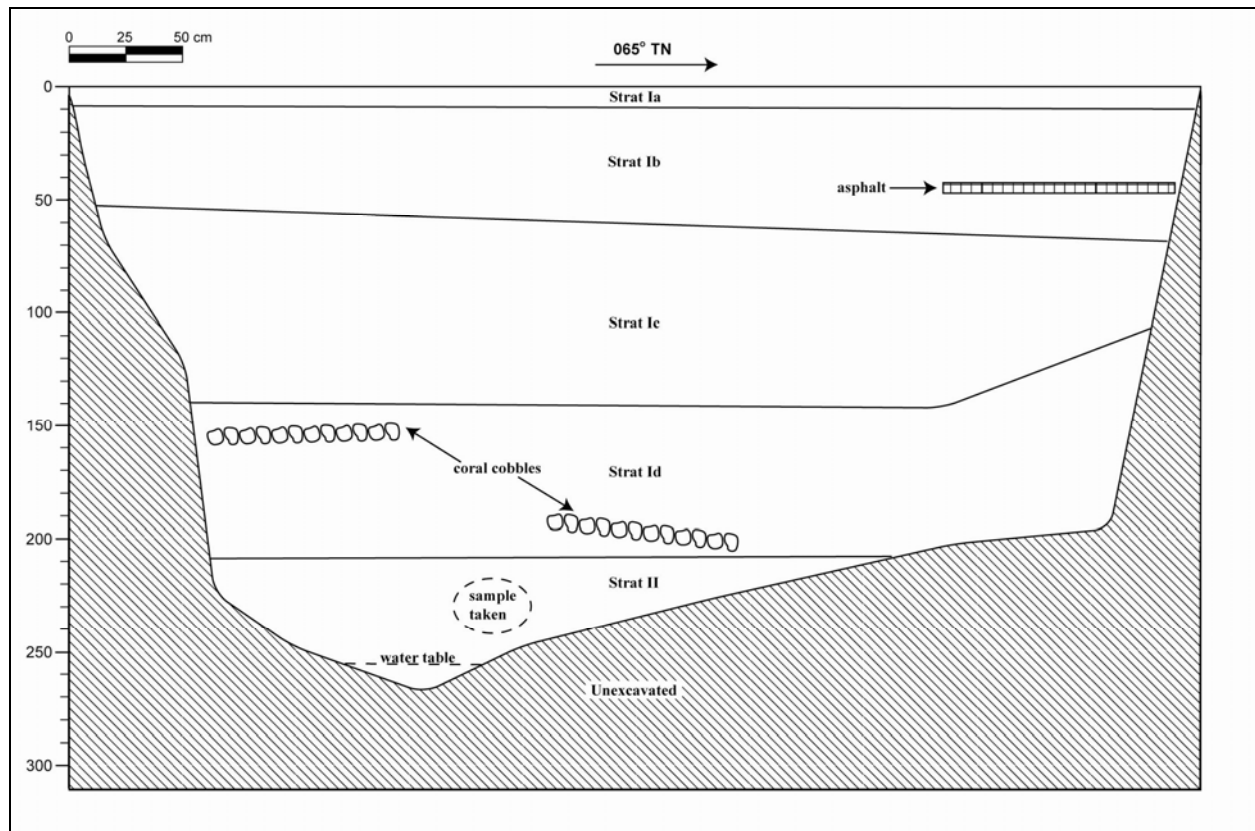 0 25 50 cm
065° TN
0
Strat Ia
Strat Ib
asphalt
50
100
Strat Ic
150
coral cobbles
Strat Id
200
Strat II
sample
taken
250
water table
Unexcavated
300